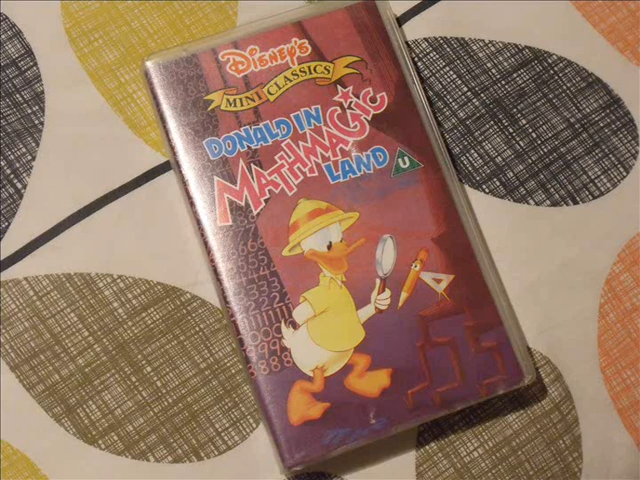 Disney's
MINI CLASSICS
DONALD IN
MATHMAGIC
LAND
U